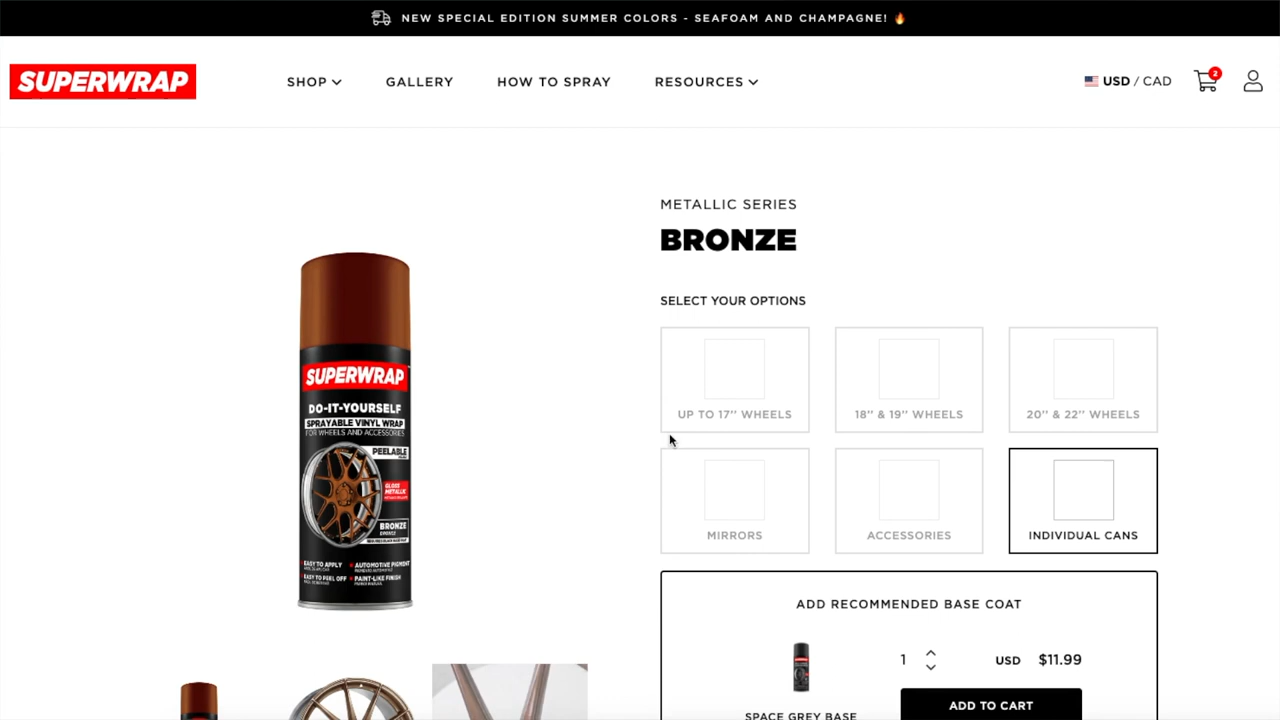 NEW SPECIAL EDITION SUMMER COLORS - SEAFOAM AND CHAMPAGNE! 🔥
SUPERWRAP
SHOP
GALLERY
HOW TO SPRAY
RESOURCES
USD / CAD
2
METALLIC SERIES
BRONZE
SELECT YOUR OPTIONS
UP TO 17'' WHEELS
18'' & 19'' WHEELS
20'' & 22'' WHEELS
MIRRORS
ACCESSORIES
INDIVIDUAL CANS
SUPERWRAP
DO-IT-YOURSELF
SPRAYABLE VINYL WRAP
FOR WHEELS AND ACCESSORIES
PEELABLE
GLOSS
METALLIC
BRONZE
EASY TO APPLY
AUTOMOTIVE PIGMENT
EASY TO PEEL OFF
PAINT-LIKE FINISH
ADD RECOMMENDED BASE COAT
1
USD $11.99
SPACE GREY BASE
ADD TO CART